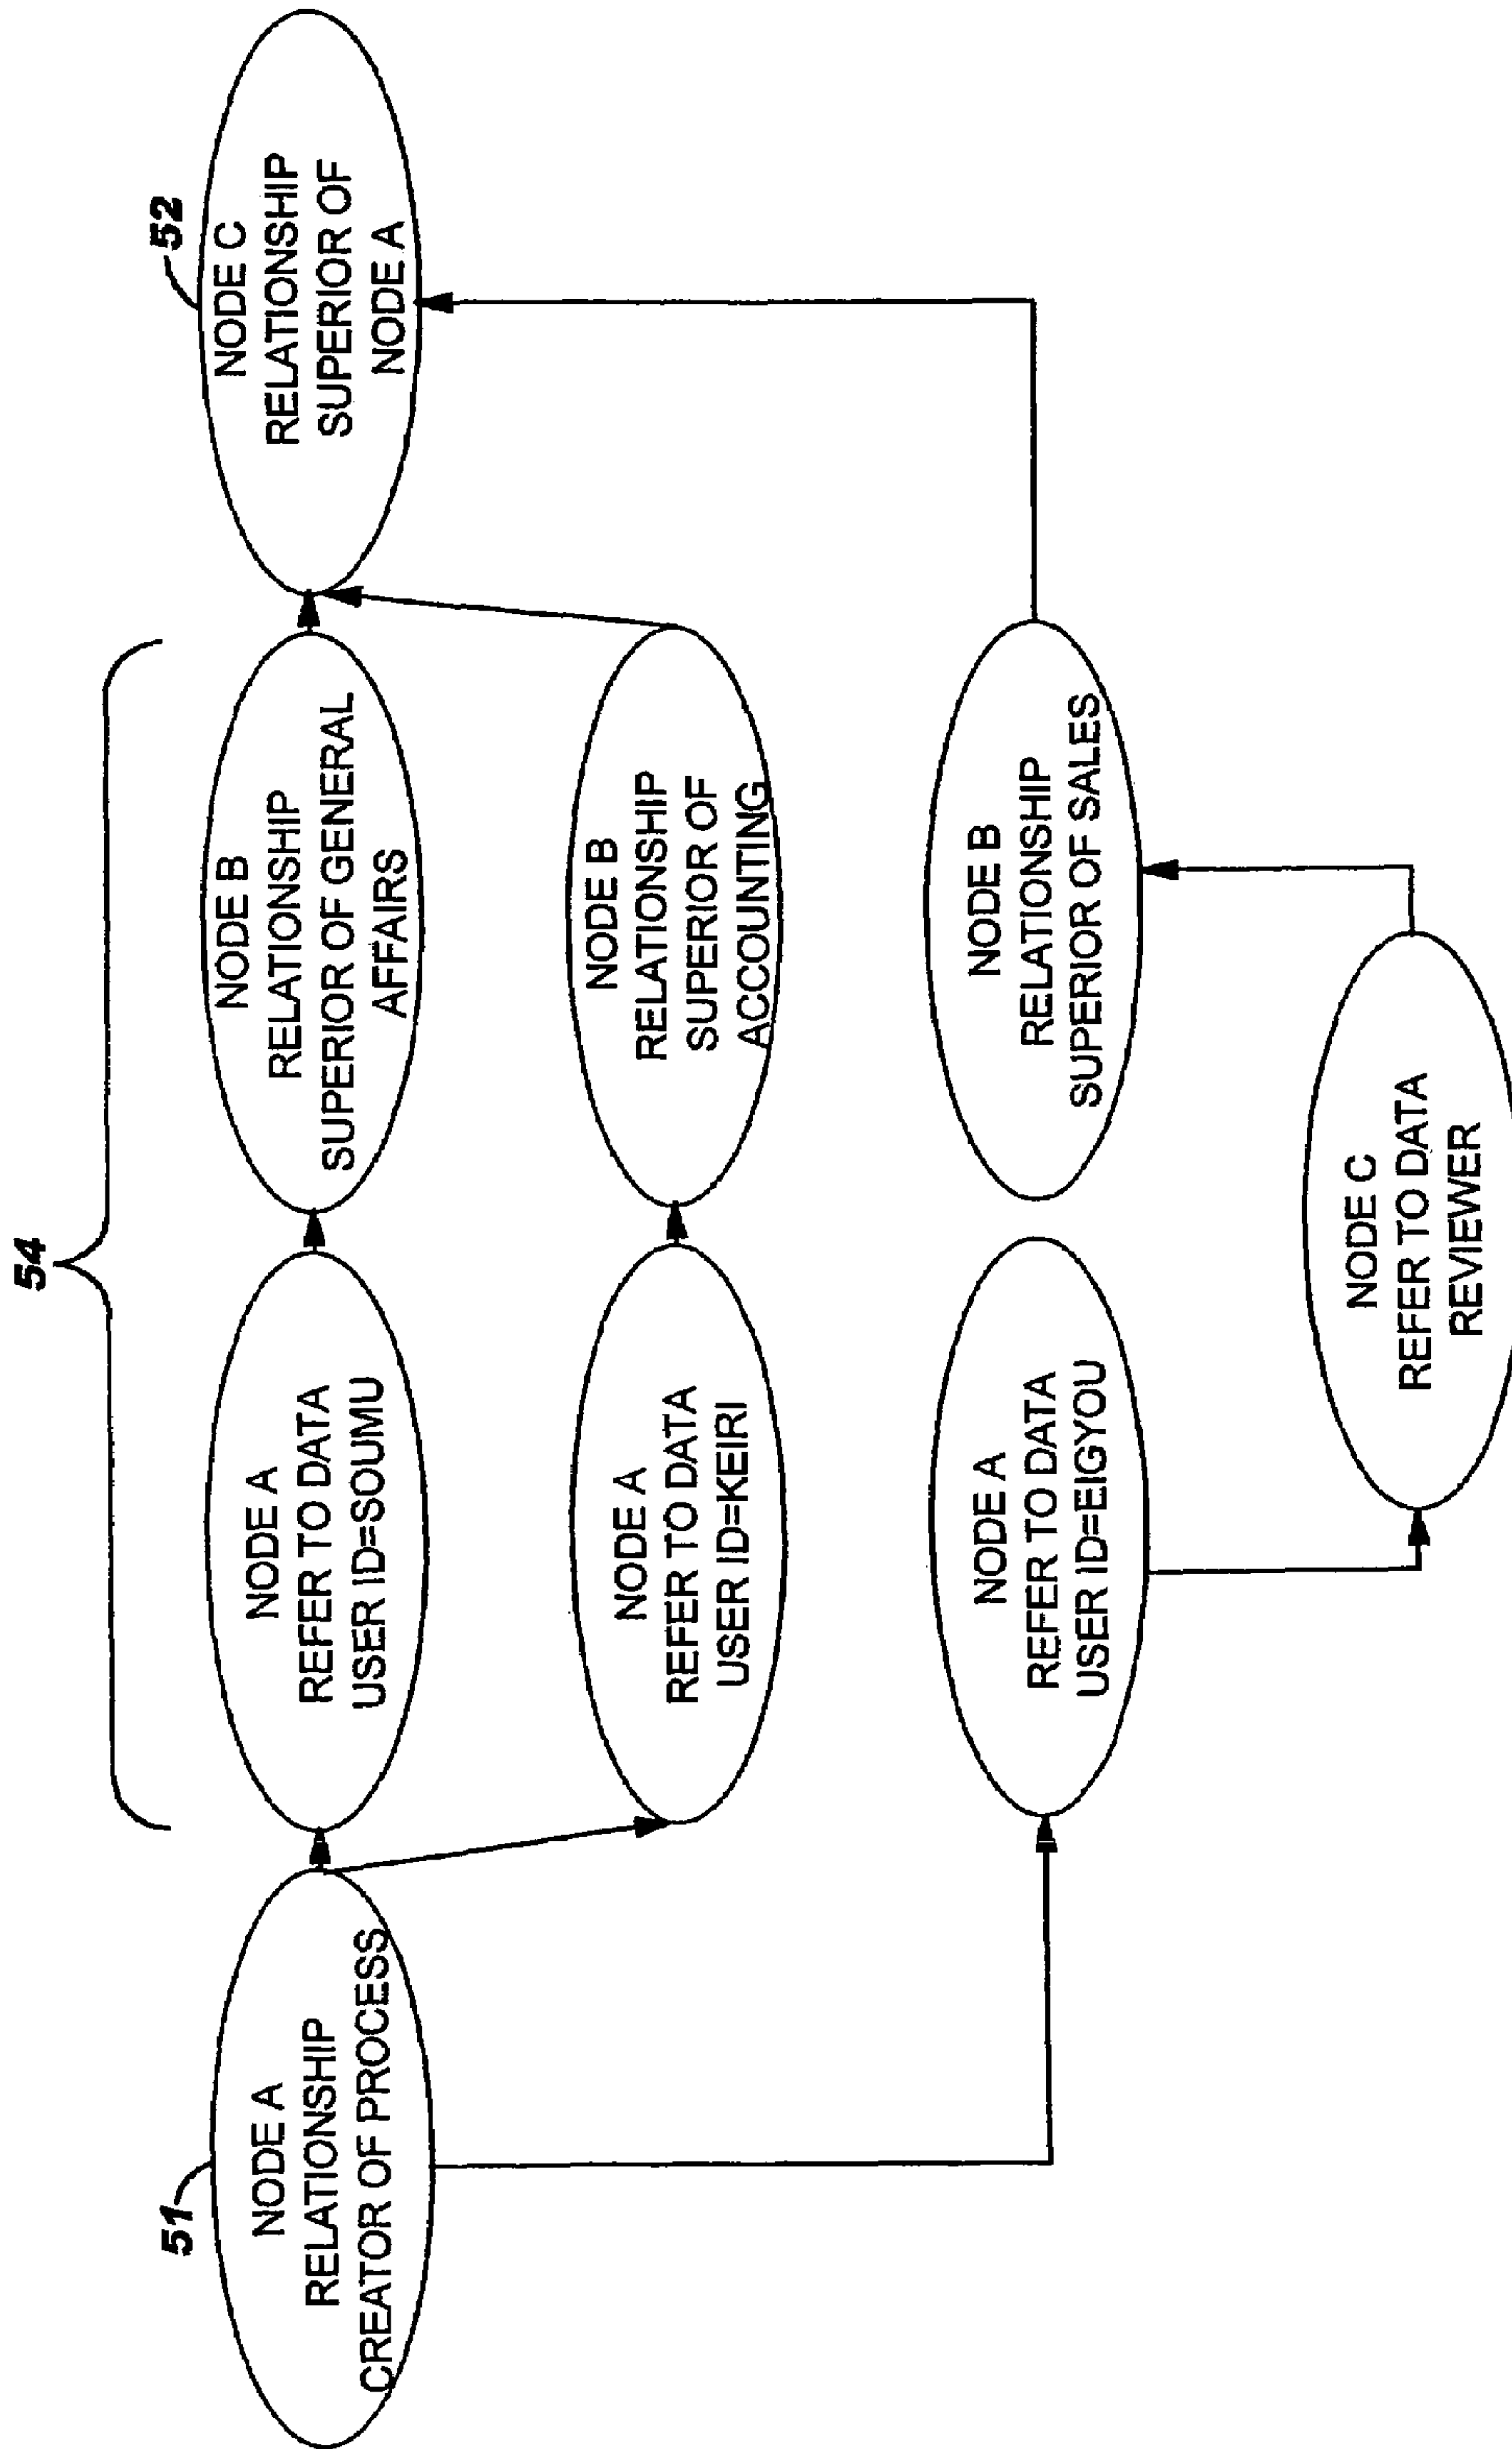 54
51
NODE A
RELATIONSHIP
CREATOR OF PROCESS
NODE A
REFER TO DATA
USER ID=SOUMU
NODE B
RELATIONSHIP
SUPERIOR OF GENERAL
AFFAIRS
52
NODE C
RELATIONSHIP
SUPERIOR OF
NODE A
NODE A
REFER TO DATA
USER ID=KEIRI
NODE B
RELATIONSHIP
SUPERIOR OF
ACCOUNTING
NODE A
REFER TO DATA
USER ID=EIGYOU
NODE B
RELATIONSHIP
SUPERIOR OF SALES
NODE C
REFER TO DATA
REVIEWER